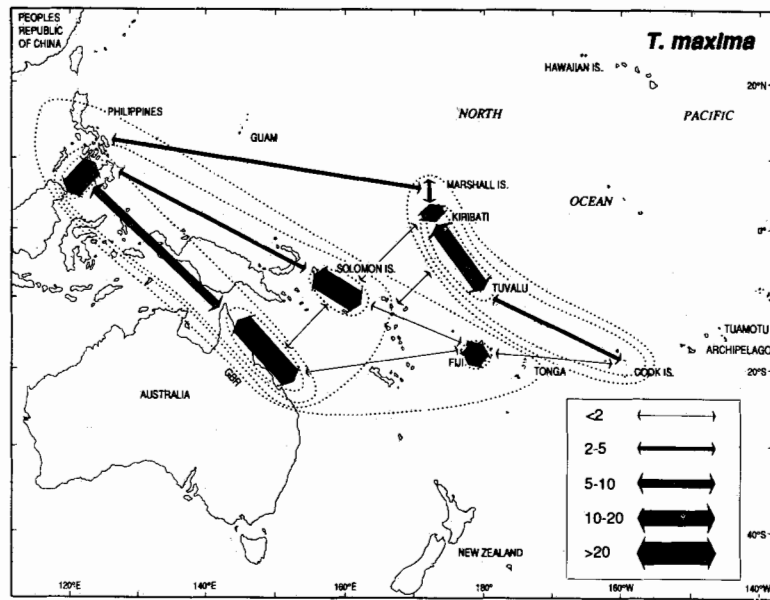 PEOPLES
REPUBLIC
OF CHINA
T. maxima
HAWAIIAN IS.
20°N
PHILIPPINES
GUAM
NORTH
PACIFIC
MARSHALL IS.
OCEAN
KIRIBATI
0°
SOLOMON IS.
TUVALU
TUAMOTU
ARCHIPELAGO
FIJI
TONGA
COOK IS.
20°S
GBR
AUSTRALIA
<2
2-5
5-10
10-20
>20
40°S
NEW ZEALAND
120°E
140°E
160°E
180°
160°W
140°W